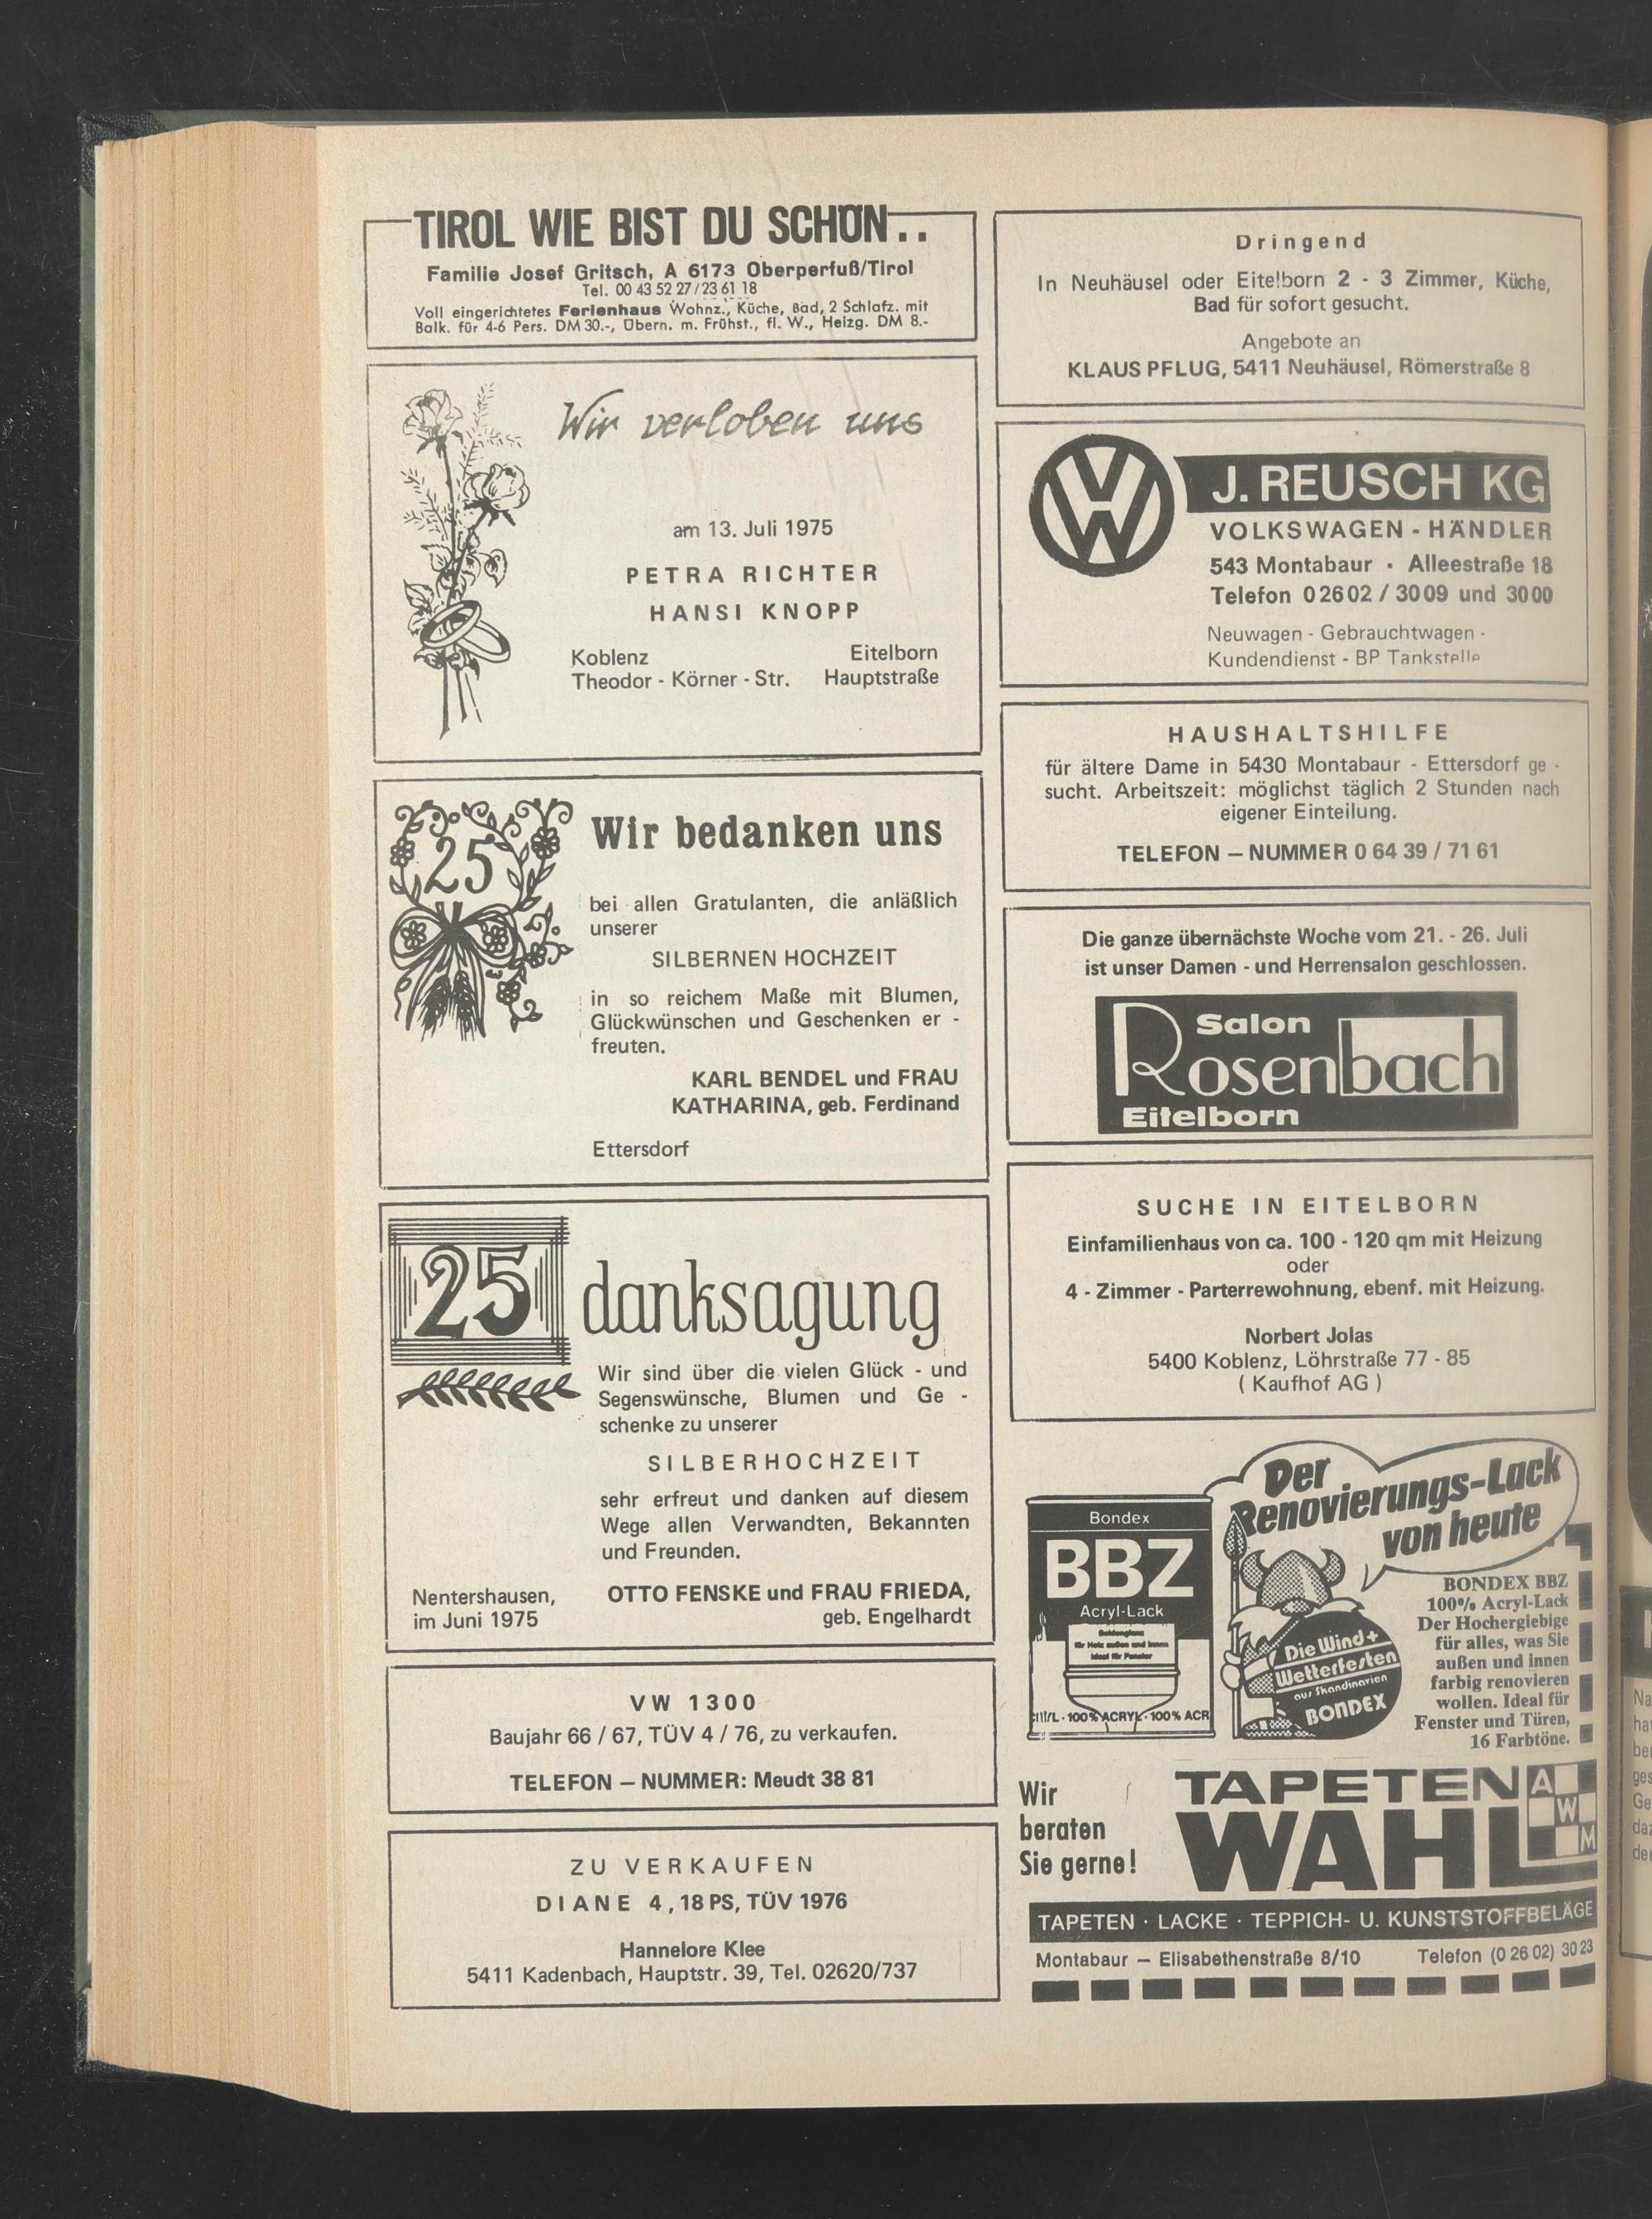 TIROL WIE BIST DU SCHÖN..
Familie Josef Gritsch, A 6173 Oberperfuß/Tirol
Tel. 00 43 52 27/23 61 18
Voll eingerichtetes Ferienhaus Wohnz., Küche, Bad, 2 Schlafz. mit
Balk. für 4-6 Pers. DM 30.-, Übern. m. Frühst., fl. W., Heizg. DM 8.-
Wir verloben uns
am 13. Juli 1975
PETRA RICHTER
HANSI KNOPP
Koblenz Eitelborn
Theodor - Körner - Str. Hauptstraße
25
Wir bedanken uns
bei allen Gratulanten, die anläßlich
unserer
SILBERNEN HOCHZEIT
in so reichem Maße mit Blumen,
Glückwünschen und Geschenken er -
freuten.
KARL BENDEL und FRAU
KATHARINA, geb. Ferdinand
Ettersdorf
25 danksagung
Wir sind über die vielen Glück - und
Segenswünsche, Blumen und Ge -
schenke zu unserer
SILBERHOCHZEIT
sehr erfreut und danken auf diesem
Wege allen Verwandten, Bekannten
und Freunden.
Nentershausen, OTTO FENSKE und FRAU FRIEDA,
im Juni 1975 geb. Engelhardt
VW 1300
Baujahr 66 / 67, TÜV 4 / 76, zu verkaufen.
TELEFON – NUMMER: Meudt 38 81
ZU VERKAUFEN
DIANE 4, 18 PS, TÜV 1976
Hannelore Klee
5411 Kadenbach, Hauptstr. 39, Tel. 02620/737
Dringend
In Neuhäusel oder Eitelborn 2 - 3 Zimmer, Küche,
Bad für sofort gesucht.
Angebote an
KLAUS PFLUG, 5411 Neuhäusel, Römerstraße 8
VW
J. REUSCH KG
VOLKSWAGEN - HÄNDLER
543 Montabaur • Alleestraße 18
Telefon 02602 / 3009 und 3000
Neuwagen - Gebrauchtwagen -
Kundendienst - BP Tankstelle
HAUSHALTSHILFE
für ältere Dame in 5430 Montabaur - Ettersdorf ge -
sucht. Arbeitszeit: möglichst täglich 2 Stunden nach
eigener Einteilung.
TELEFON – NUMMER 0 64 39 / 71 61
Die ganze übernächste Woche vom 21. - 26. Juli
ist unser Damen - und Herrensalon geschlossen.
Salon
Rosenbach
Eitelborn
SUCHE IN EITELBORN
Einfamilienhaus von ca. 100 - 120 qm mit Heizung
oder
4 - Zimmer - Parterrewohnung, ebenf. mit Heizung.
Norbert Jolas
5400 Koblenz, Löhrstraße 77 - 85
( Kaufhof AG )
Der
Renovierungs-Lack
von heute
Bondex
BBZ
Acryl-Lack
Seidenglanz
für Holz außen und innen
ideal für Fenster
100% ACRYL · 100% ACR
Die Wind +
Wetterfesten
aus Skandinavien
BONDEX
BONDEX BBZ
100% Acryl-Lack
Der Hochergiebige
für alles, was Sie
außen und innen
farbig renovieren
wollen. Ideal für
Fenster und Türen,
16 Farbtöne.
Wir
beraten
Sie gerne!
TAPETEN
WAHL
AWM
TAPETEN · LACKE · TEPPICH- U. KUNSTSTOFFBELÄGE
Montabaur – Elisabethenstraße 8/10 Telefon (0 26 02) 30 23